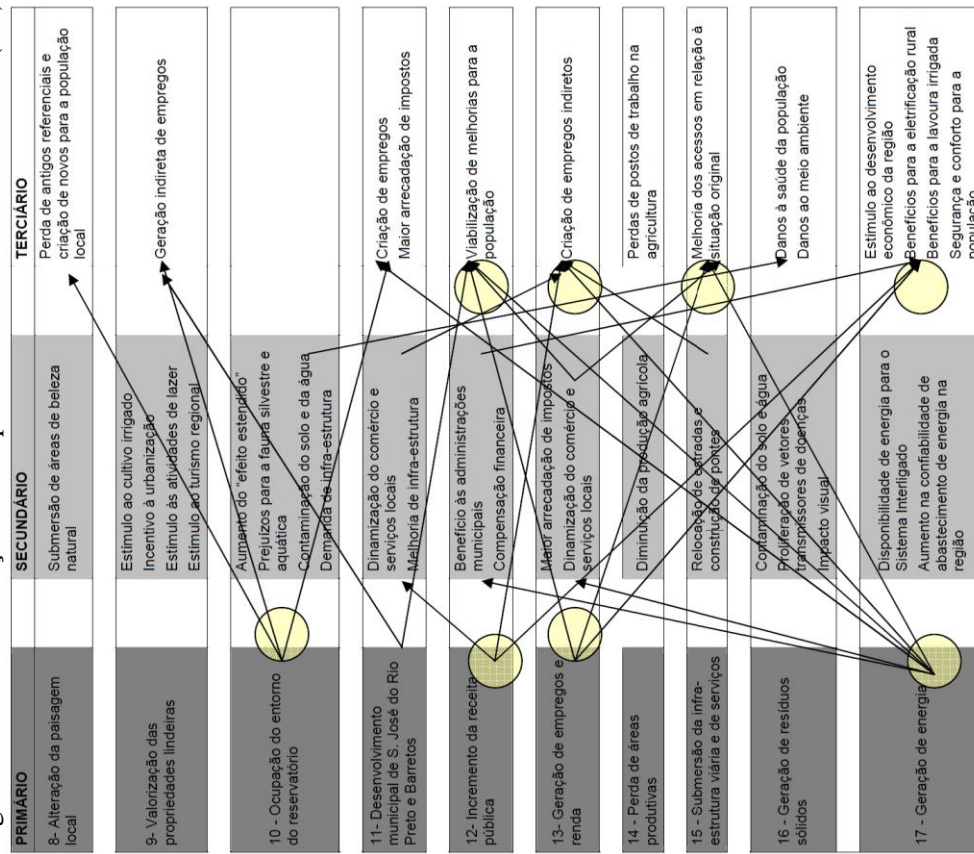 PRIMÁRIO
SECUNDÁRIO
TERCIÁRIO
8- Alteração da paisagem
local
Submersão de áreas de beleza
natural
Perda de antigos referenciais e
criação de novos para a população
local
9- Valorização das
propriedades lindeiras
Estímulo ao cultivo irrigado
Incentivo à urbanização
Estímulo às atividades de lazer
Estímulo ao turismo regional
Geração indireta de empregos
10 - Ocupação do entorno
do reservatório
Aumento do "efeito estendido"
Prejuízos para a fauna silvestre e
aquática
Contaminação do solo e da água
Demanda de infra-estrutura
11- Desenvolvimento
municipal de S. José do Rio
Preto e Barretos
Dinamização do comércio e
serviços locais
Melhoria de infra-estrutura
Criação de empregos
Maior arrecadação de impostos
12- Incremento da receita
pública
Benefício às administrações
municipais
Compensação financeira
Viabilização de melhorias para a
população
13- Geração de empregos e
renda
Maior arrecadação de impostos
Dinamização do comércio e
serviços locais
Criação de empregos indiretos
14 - Perda de áreas
produtivas
Diminuição da produção agrícola
Perdas de postos de trabalho na
agricultura
15 - Submersão da infra-
estrutura viária e de serviços
Relocação de estradas e
construção de pontes
Melhoria dos acessos em relação à
situação original
16 - Geração de resíduos
sólidos
Contaminação do solo e água
Proliferação de vetores
transmissores de doenças
Impacto visual
Danos à saúde da população
Danos ao meio ambiente
17 - Geração de energia
Disponibilidade de energia para o
Sistema Interligado
Aumento na confiabilidade de
abastecimento de energia na
região
Estímulo ao desenvolvimento
econômico da região
Benefícios para a eletrificação rural
Benefícios para a lavoura irrigada
Segurança e conforto para a
população